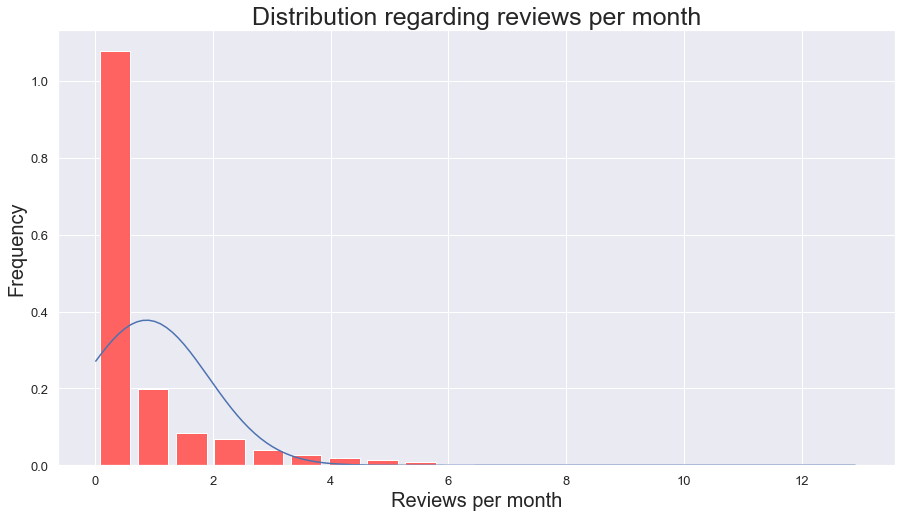 Distribution regarding reviews per month
1.0
0.8
0.6
0.4
0.2
0.0
Frequency
0 2 4 6 8 10 12
Reviews per month